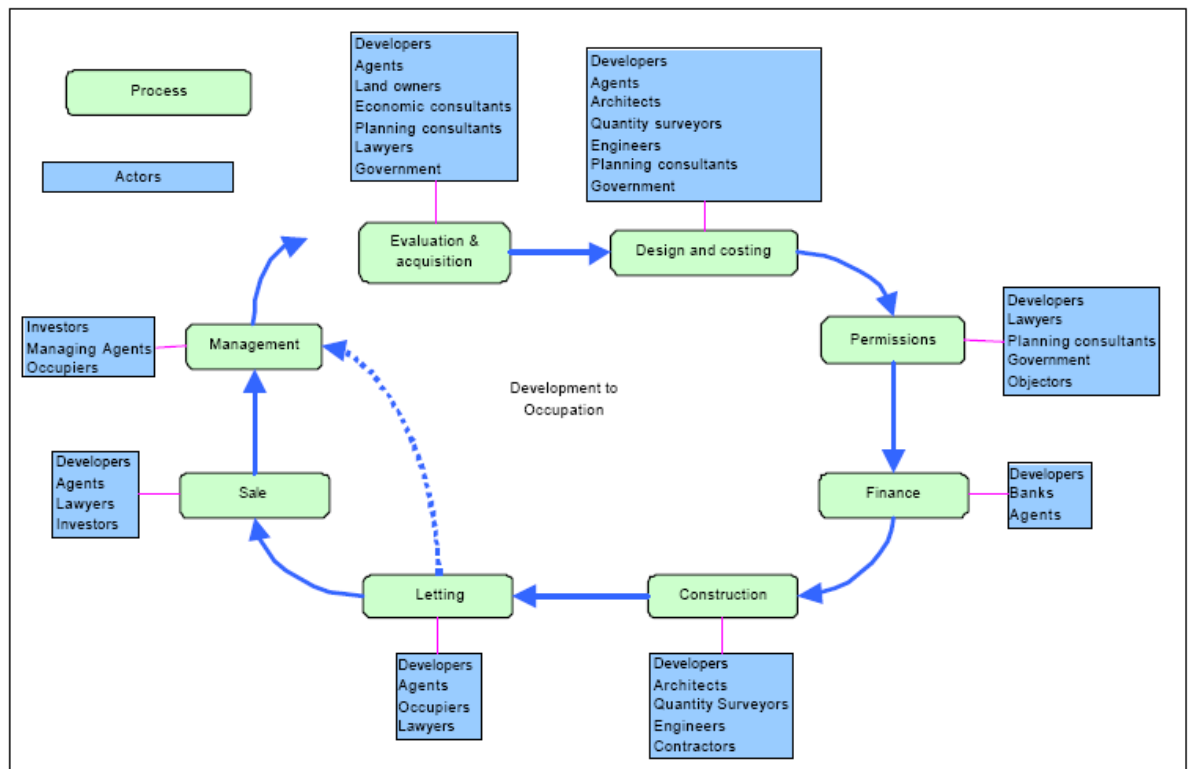 Process
Actors
Developers
Agents
Land owners
Economic consultants
Planning consultants
Lawyers
Government
Developers
Agents
Architects
Quantity surveyors
Engineers
Planning consultants
Government
Evaluation &
acquisition
Design and costing
Developers
Lawyers
Planning consultants
Government
Objectors
Permissions
Investors
Managing Agents
Occupiers
Management
Development to
Occupation
Developers
Agents
Lawyers
Investors
Sale
Finance
Developers
Banks
Agents
Letting
Construction
Developers
Agents
Occupiers
Lawyers
Developers
Architects
Quantity Surveyors
Engineers
Contractors